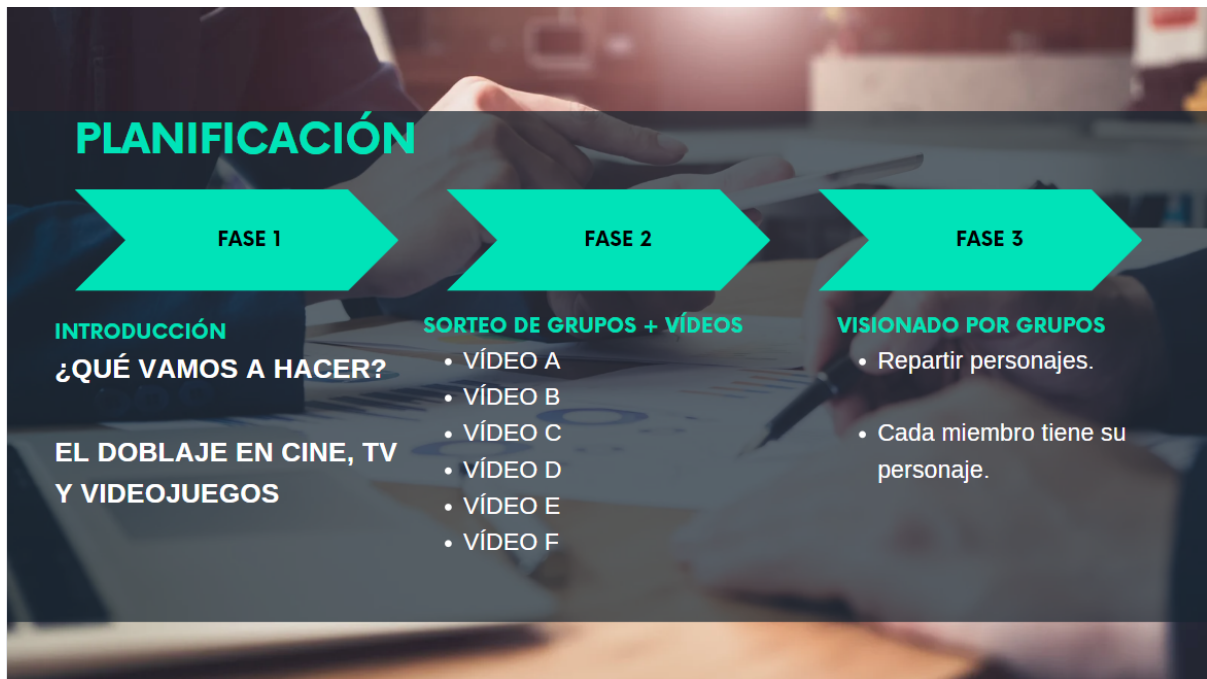 PLANIFICACIÓN
FASE 1
FASE 2
FASE 3
INTRODUCCIÓN
¿QUÉ VAMOS A HACER?
EL DOBLAJE EN CINE, TV
Y VIDEOJUEGOS
SORTEO DE GRUPOS + VÍDEOS
• VÍDEO A
• VÍDEO B
• VÍDEO C
• VÍDEO D
• VÍDEO E
• VÍDEO F
VISIONADO POR GRUPOS
• Repartir personajes.
• Cada miembro tiene su
personaje.